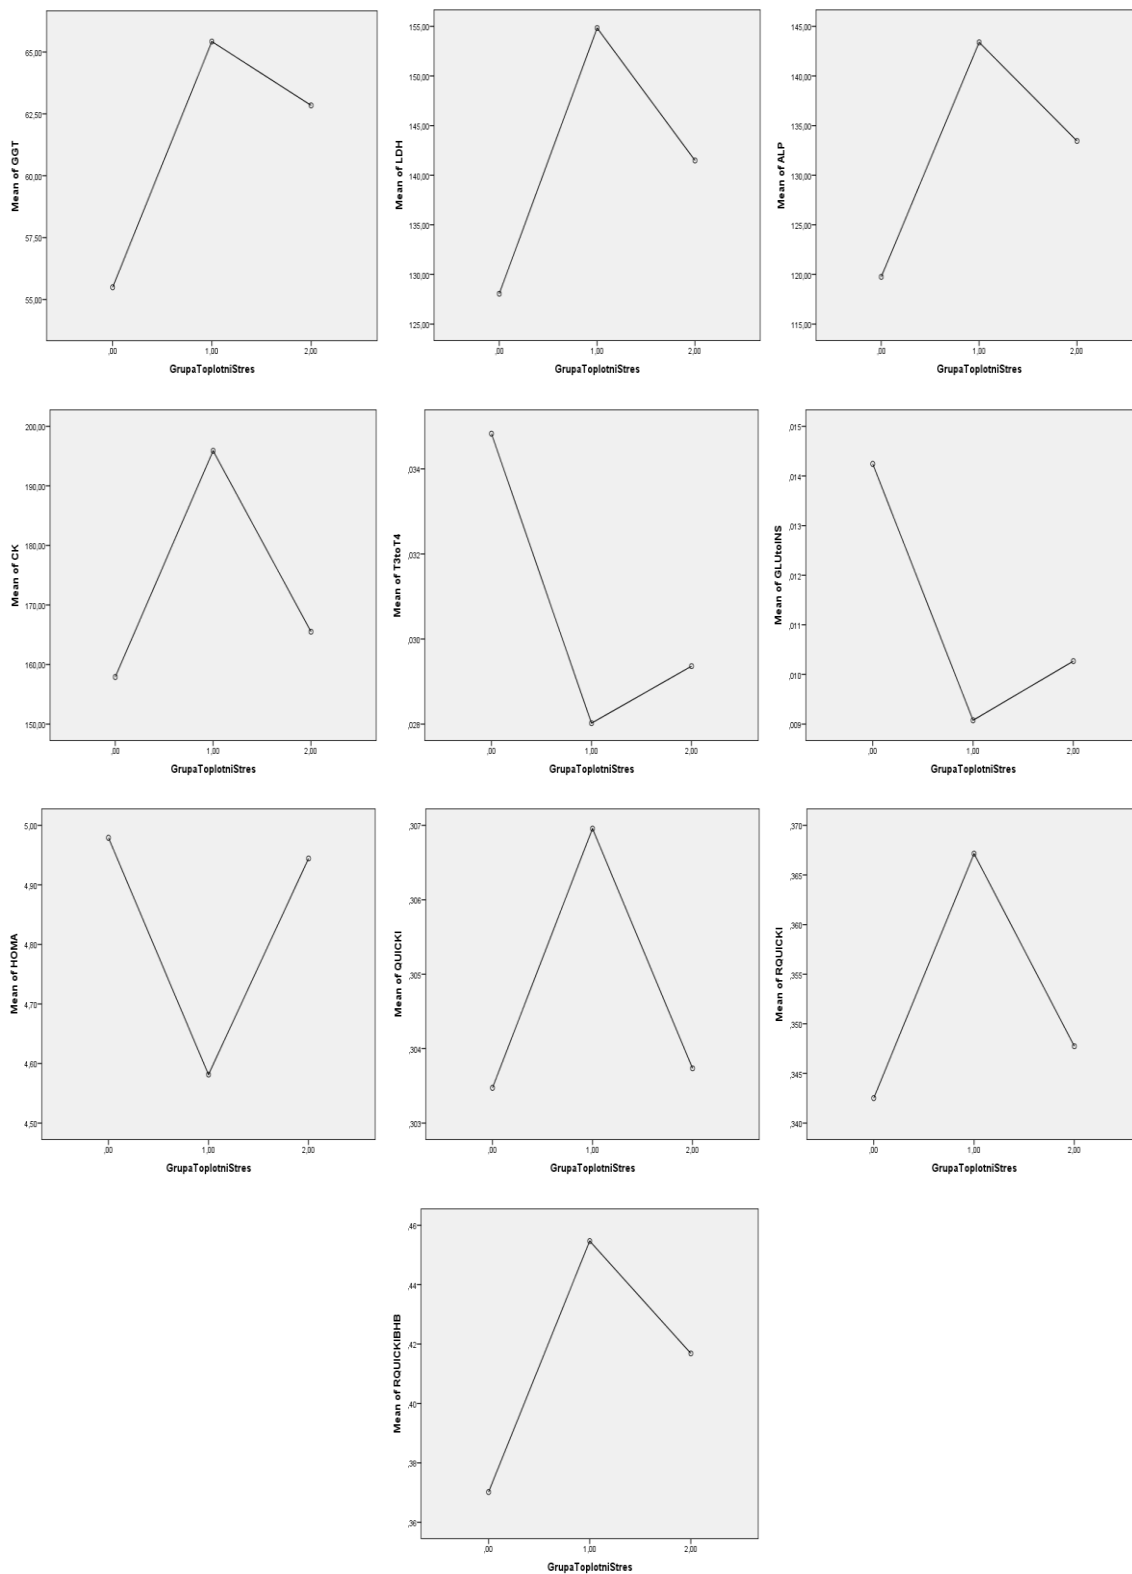 Mean of GGT
65,00
62,50
60,00
57,50
55,00
,00 1,00 2,00
GrupaToplotniStres
Mean of LDH
155,00
150,00
145,00
140,00
135,00
130,00
125,00
,00 1,00 2,00
GrupaToplotniStres
Mean of ALP
145,00
140,00
135,00
130,00
125,00
120,00
115,00
,00 1,00 2,00
GrupaToplotniStres
Mean of CK
200,00
190,00
180,00
170,00
160,00
150,00
,00 1,00 2,00
GrupaToplotniStres
Mean of T3toT4
,034
,032
,030
,028
,00 1,00 2,00
GrupaToplotniStres
Mean of GLUtoINS
,015
,014
,013
,012
,011
,010
,009
,00 1,00 2,00
GrupaToplotniStres
Mean of HOMA
5,00
4,90
4,80
4,70
4,60
4,50
,00 1,00 2,00
GrupaToplotniStres
Mean of QUICKI
,307
,306
,305
,304
,303
,00 1,00 2,00
GrupaToplotniStres
Mean of RQUICKI
,370
,365
,360
,355
,350
,345
,340
,00 1,00 2,00
GrupaToplotniStres
Mean of RQUICKIBHB
,46
,44
,42
,40
,38
,36
,00 1,00 2,00
GrupaToplotniStres